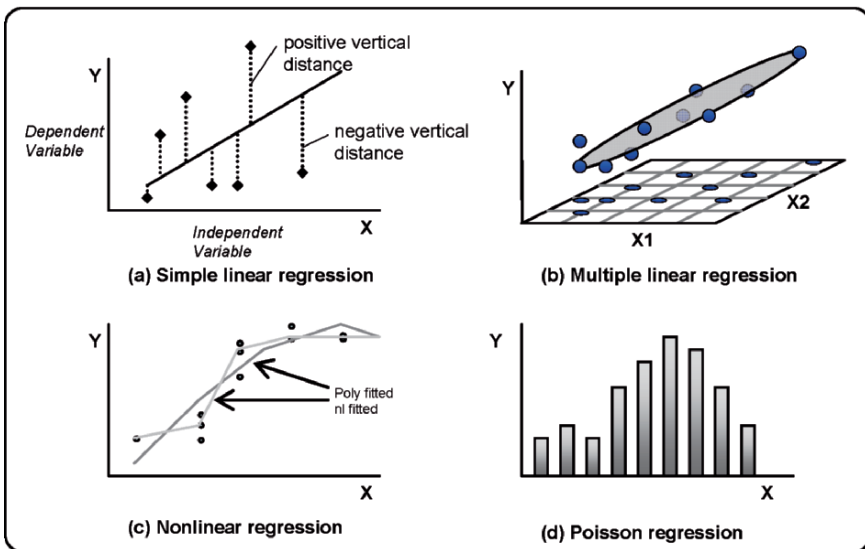 positive vertical
distance
Y
Dependent
Variable
negative vertical
distance
X
Independent
Variable
(a) Simple linear regression
Y
X2
X1
(b) Multiple linear regression
Y
Poly fitted
nl fitted
X
(c) Nonlinear regression
Y
X
(d) Poisson regression